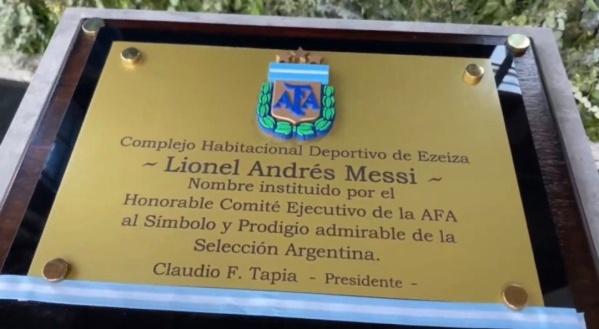 AFA
Complejo Habitacional Deportivo de Ezeiza
~ Lionel Andrés Messi ~
Nombre instituido por el
Honorable Comité Ejecutivo de la AFA
al Símbolo y Prodigio admirable de la
Selección Argentina.
Claudio F. Tapia - Presidente -